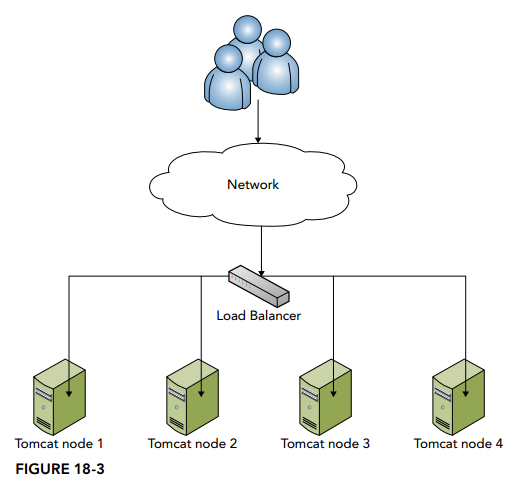 Network
Load Balancer
Tomcat node 1
Tomcat node 2
Tomcat node 3
Tomcat node 4
FIGURE 18-3